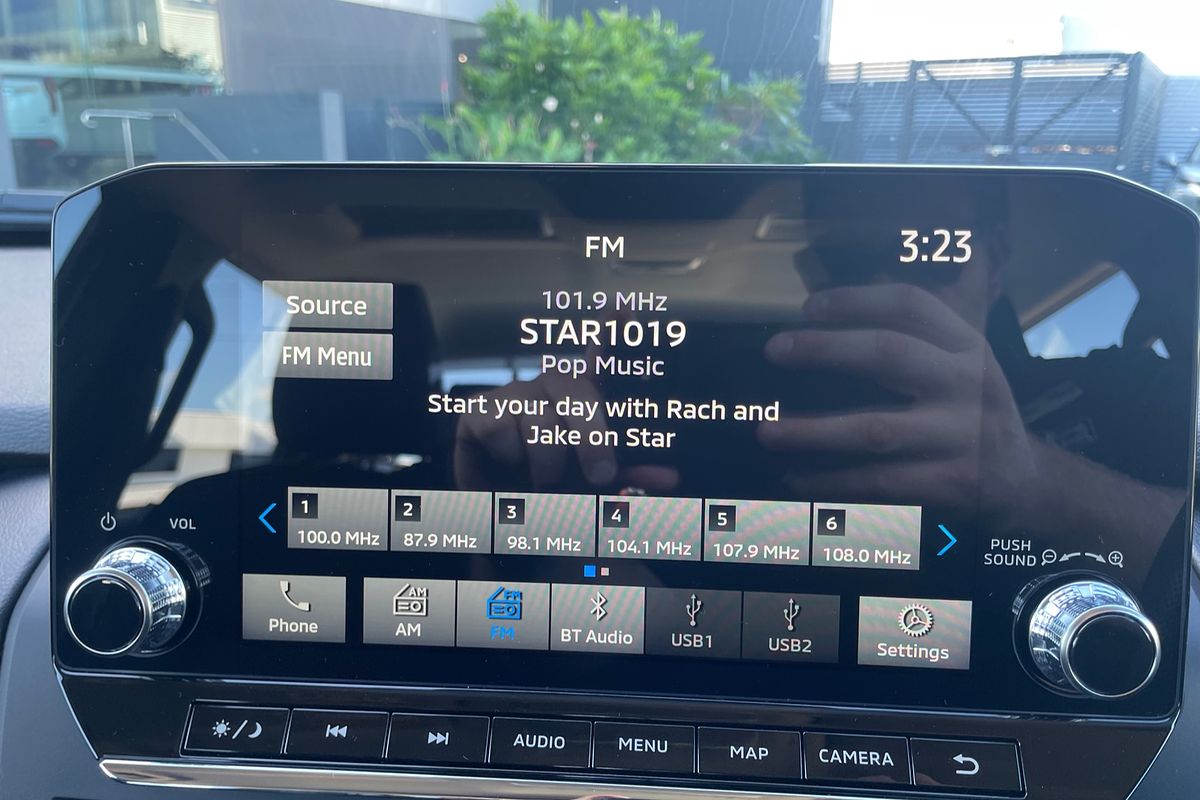 FM
3:23
Source
101.9 MHz
STAR1019
FM Menu
Pop Music
Start your day with Rach and
Jake on Star
1
100.0 MHz
2
87.9 MHz
3
98.1 MHz
4
104.1 MHz
5
107.9 MHz
6
108.0 MHz
VOL
PUSH
SOUND
Phone
AM
AM
FM
FM
BT Audio
USB1
USB2
Settings
AUDIO
MENU
MAP
CAMERA